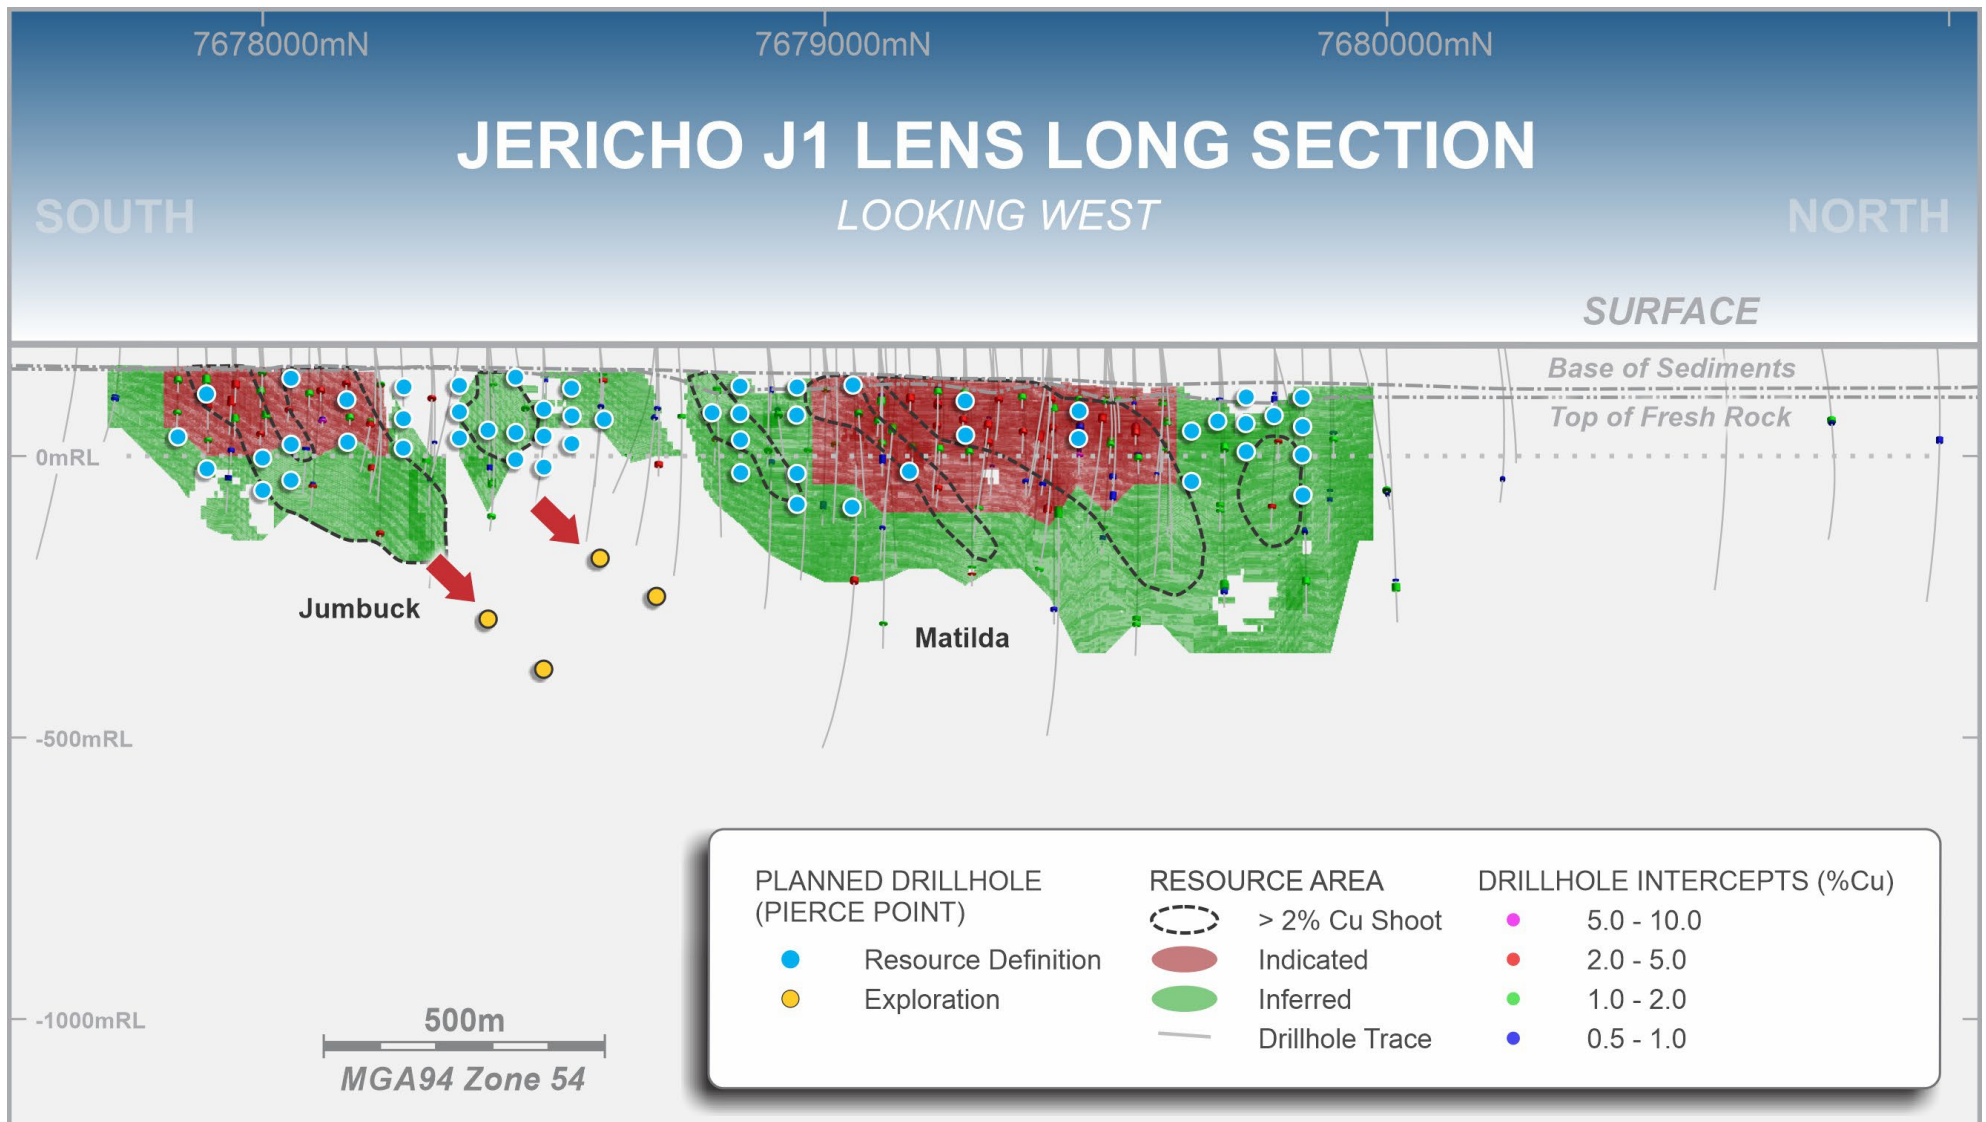 7678000mN 7679000mN 7680000mN
JERICHO J1 LENS LONG SECTION
SOUTH LOOKING WEST NORTH
SURFACE
Base of Sediments
Top of Fresh Rock
0mRL
Jumbuck
Matilda
-500mRL
PLANNED DRILLHOLE
(PIERCE POINT)
Resource Definition
Exploration
RESOURCE AREA
> 2% Cu Shoot
Indicated
Inferred
Drillhole Trace
DRILLHOLE INTERCEPTS (%Cu)
5.0 - 10.0
2.0 - 5.0
1.0 - 2.0
0.5 - 1.0
-1000mRL
500m
MGA94 Zone 54